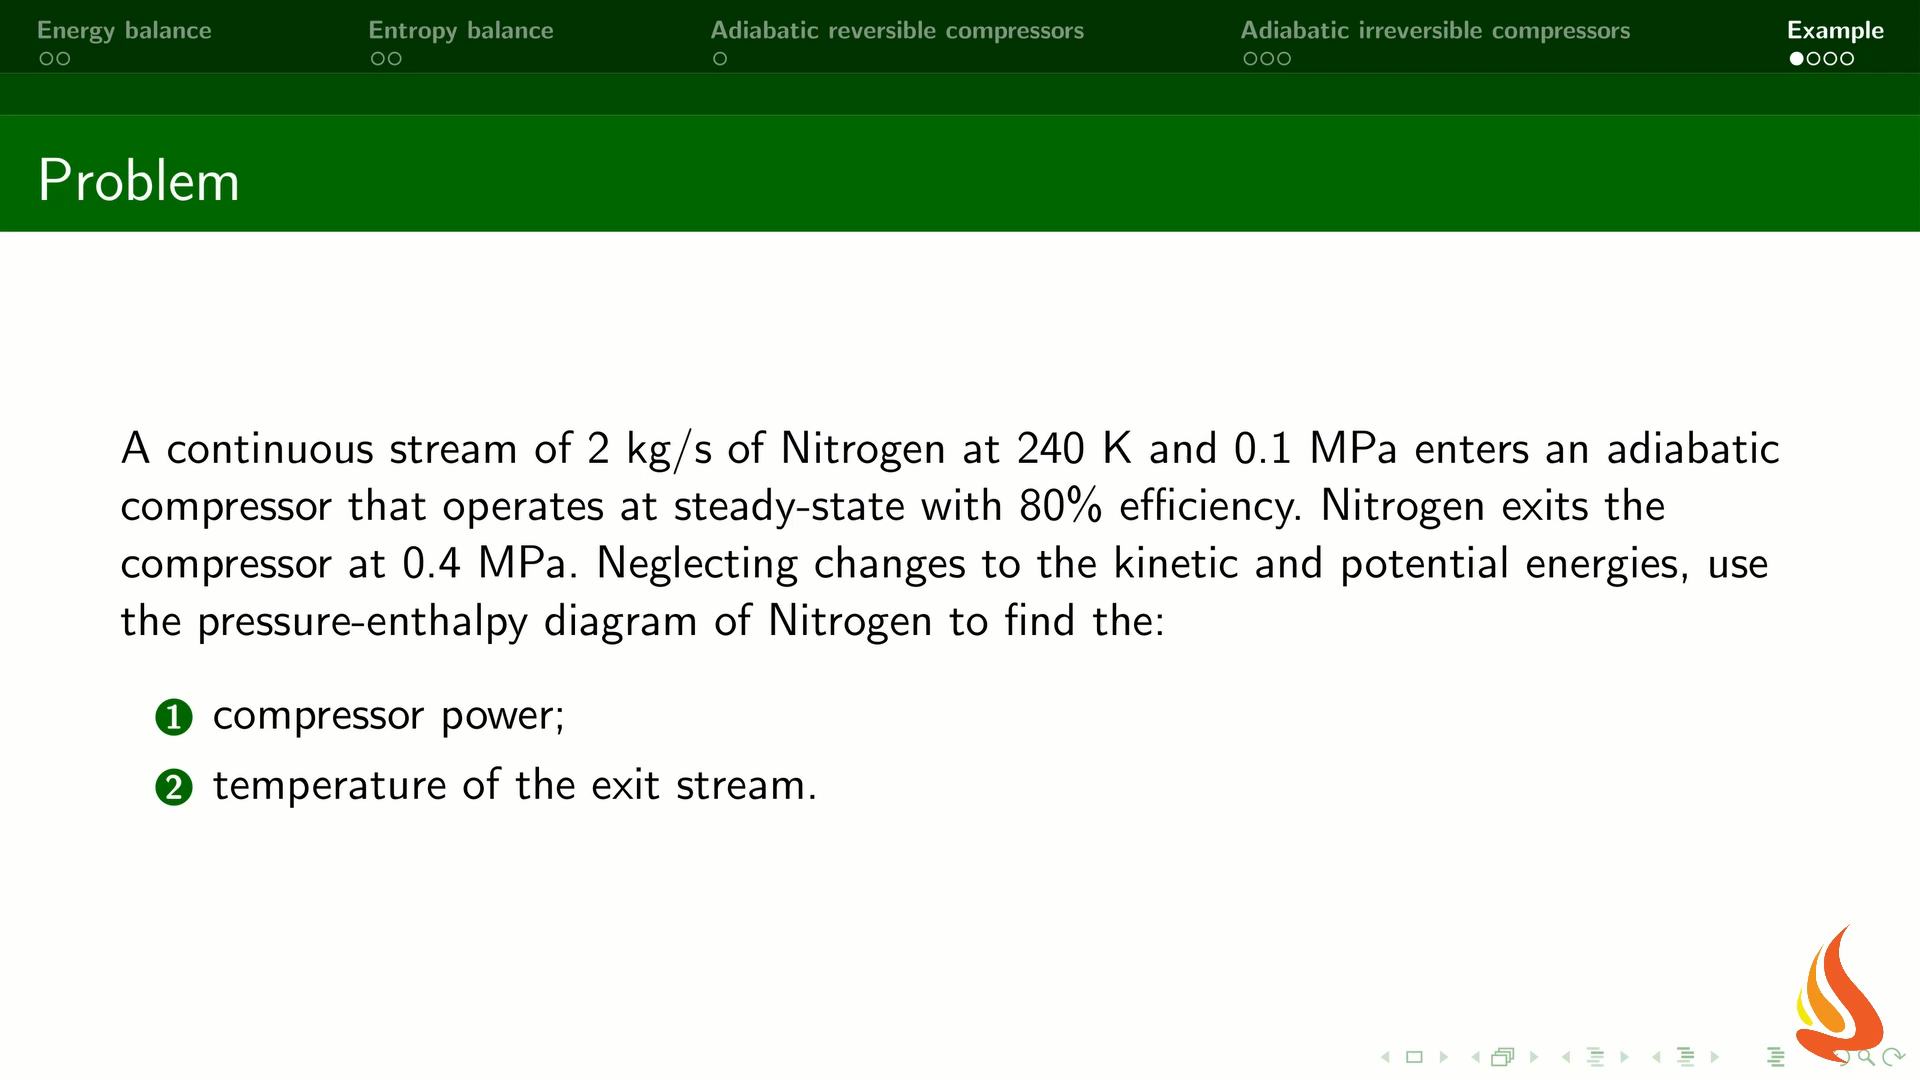 Energy balance
Entropy balance
Adiabatic reversible compressors
Adiabatic irreversible compressors
Example
Problem
A continuous stream of 2 kg/s of Nitrogen at 240 K and 0.1 MPa enters an adiabatic
compressor that operates at steady-state with 80% efficiency. Nitrogen exits the
compressor at 0.4 MPa. Neglecting changes to the kinetic and potential energies, use
the pressure-enthalpy diagram of Nitrogen to find the:
1 compressor power;
2 temperature of the exit stream.